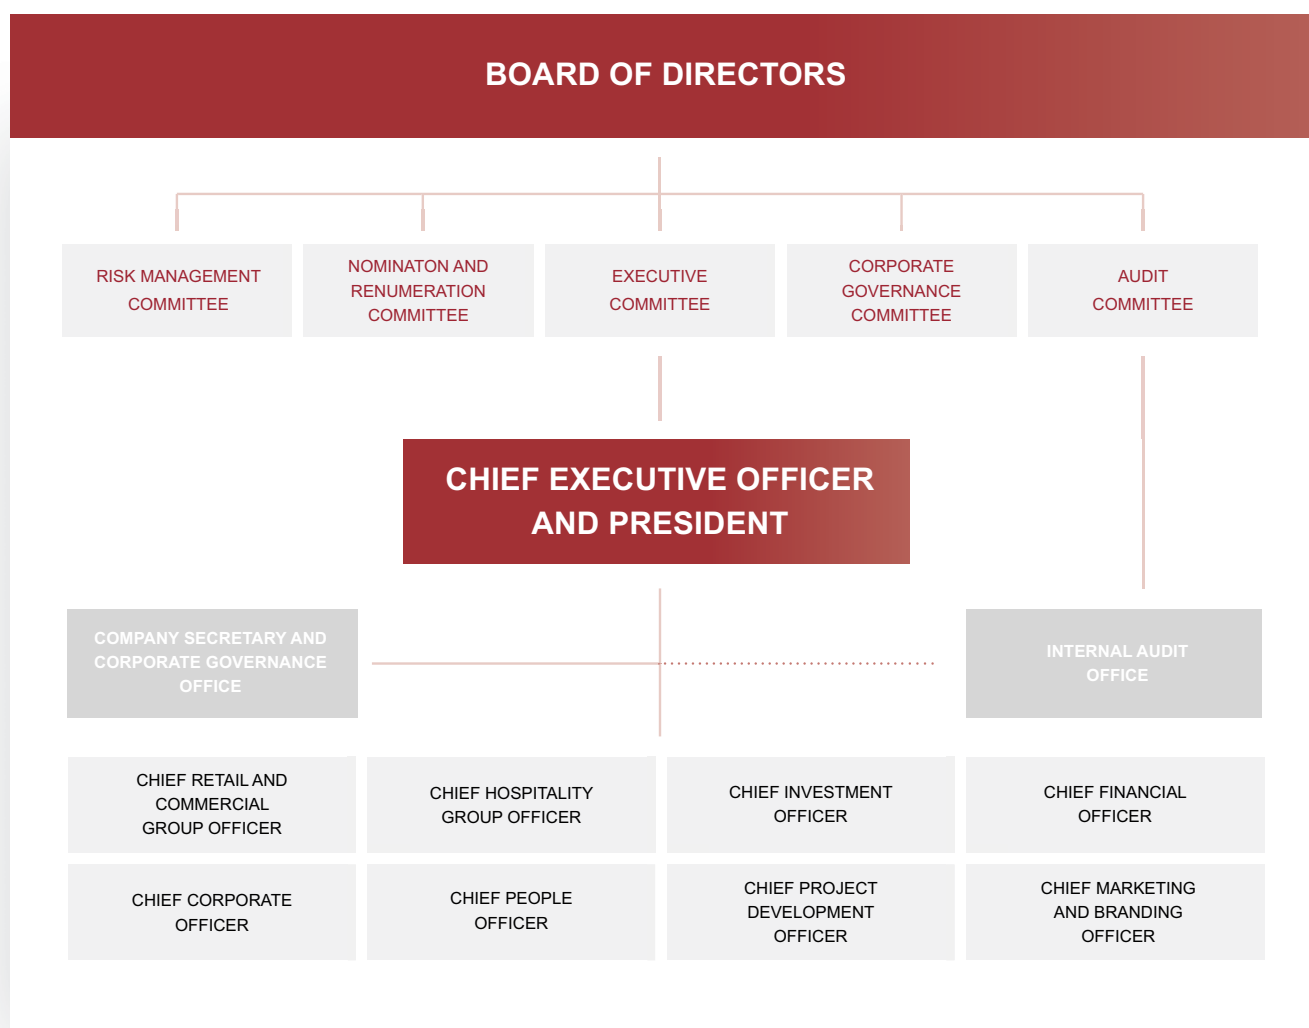 BOARD OF DIRECTORS
RISK MANAGEMENT
COMMITTEE
NOMINATON AND
RENUMERATION
COMMITTEE
EXECUTIVE
COMMITTEE
CORPORATE
GOVERNANCE
COMMITTEE
AUDIT
COMMITTEE
CHIEF EXECUTIVE OFFICER
AND PRESIDENT
COMPANY SECRETARY AND
CORPORATE GOVERNANCE
OFFICE
INTERNAL AUDIT
OFFICE
CHIEF RETAIL AND
COMMERCIAL
GROUP OFFICER
CHIEF HOSPITALITY
GROUP OFFICER
CHIEF INVESTMENT
OFFICER
CHIEF FINANCIAL
OFFICER
CHIEF CORPORATE
OFFICER
CHIEF PEOPLE
OFFICER
CHIEF PROJECT
DEVELOPMENT
OFFICER
CHIEF MARKETING
AND BRANDING
OFFICER